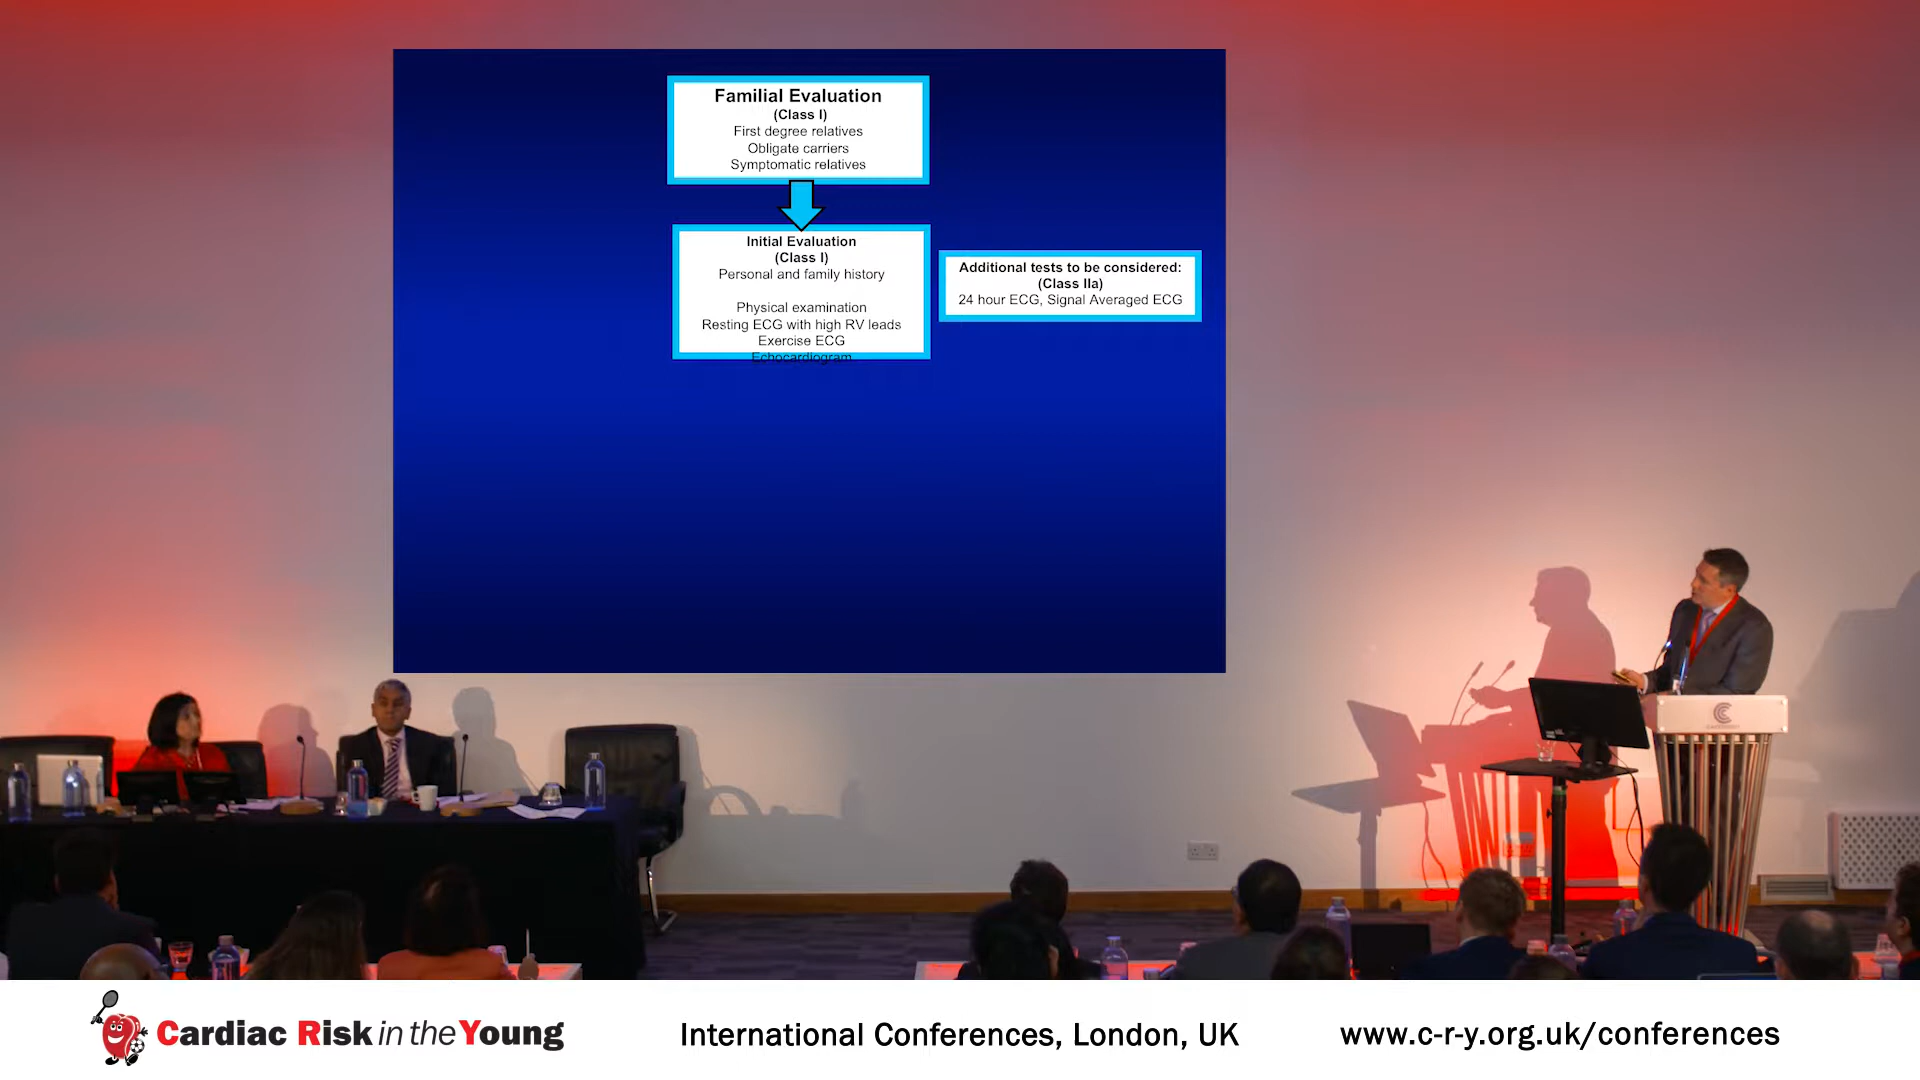 Familial Evaluation
(Class I)
First degree relatives
Obligate carriers
Symptomatic relatives
Initial Evaluation
(Class I)
Personal and family history
Physical examination
Resting ECG with high RV leads
Exercise ECG
Echocardiogram
Additional tests to be considered:
(Class IIa)
24 hour ECG, Signal Averaged ECG
Cardiac Risk in the Young
International Conferences, London, UK
www.c-r-y.org.uk/conferences